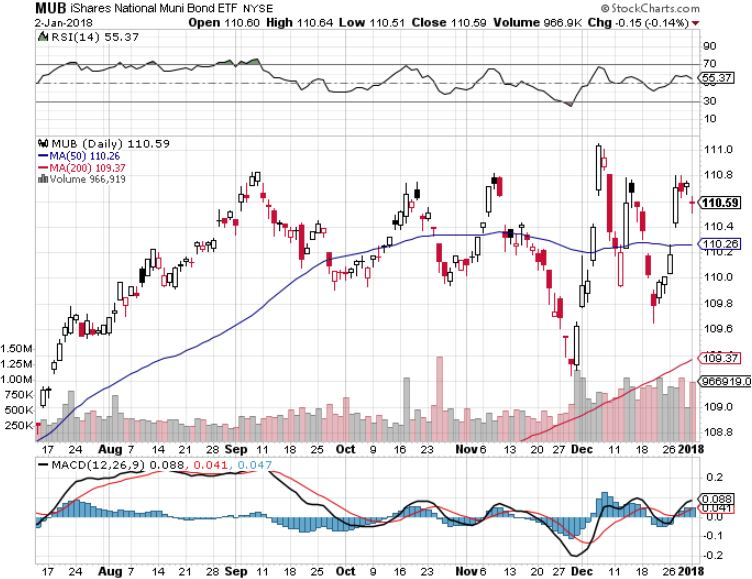 MUB iShares National Muni Bond ETF NYSE © StockCharts.com
2-Jan-2018 Open 110.60 High 110.64 Low 110.51 Close 110.59 Volume 966.9K Chg -0.15 (-0.14%)
RSI(14) 55.37
90
70
55.37
30
10
MUB (Daily) 110.59
MA(50) 110.26
MA(200) 109.37
Volume 966,919
111.0
110.8
110.59
110.4
110.26
110.2
110.0
109.8
109.6
1.50M
109.37
1.25M
1.00M
966919.0
750K
500K
109.0
250K
108.8
17 24 Aug 7 14 21 28 Sep 11 18 25 Oct 9 16 23 Nov 6 13 20 27 Dec 11 18 26 2018
MACD(12,26,9) 0.088, 0.041, 0.047
0.2
0.088
0.041
0.0
-0.1
-0.2
17 24 Aug 7 14 21 28 Sep 11 18 25 Oct 9 16 23 Nov 6 13 20 27 Dec 11 18 26 2018